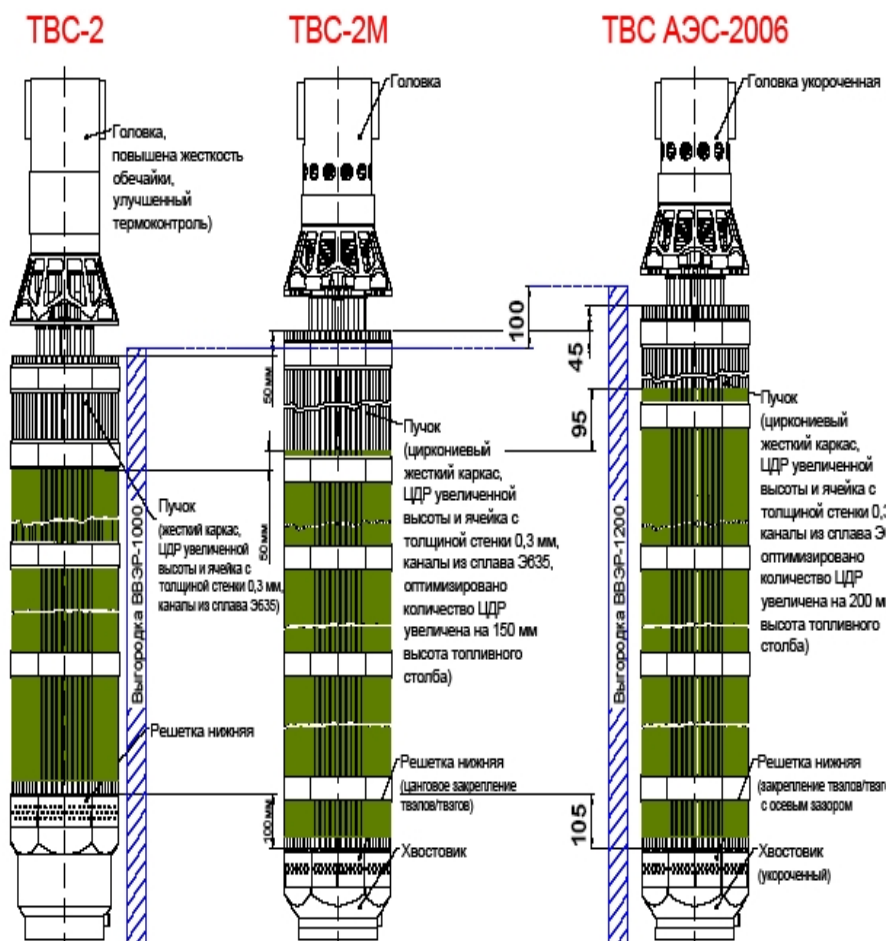 ТВС-2
Головка,
повышена жесткость
обечайки,
улучшенный
термоконтроль)
Пучок
(жесткий каркас,
ЦДР увеличенной
высоты и ячейка с
толщиной стенки 0,3 мм,
каналы из сплава Э635)
Выгородка ВВЭР-1000
Решетка нижняя
50 мм
50 мм
100 мм
ТВС-2М
Головка
Пучок
(циркониевый
жесткий каркас,
ЦДР увеличенной
высоты и ячейка с
толщиной стенки 0,3 мм,
каналы из сплава Э635,
оптимизировано
количество ЦДР
увеличена на 150 мм
высота топливного
столба)
Решетка нижняя
(цанговое закрепление
твэлов/твэгов)
Хвостовик
100
45
95
105
ТВС АЭС-2006
Головка укороченная
Выгородка ВВЭР-1200
Пучок
(циркониевый
жесткий каркас,
ЦДР увеличенной
высоты и ячейка с
толщиной стенки 0,3
каналы из сплава Э6
оптимизировано
количество ЦДР
увеличена на 200 м
высота топливного
столба)
Решетка нижняя
(закрепление твэлов/твэго
с осевым зазором
Хвостовик
(укороченный)